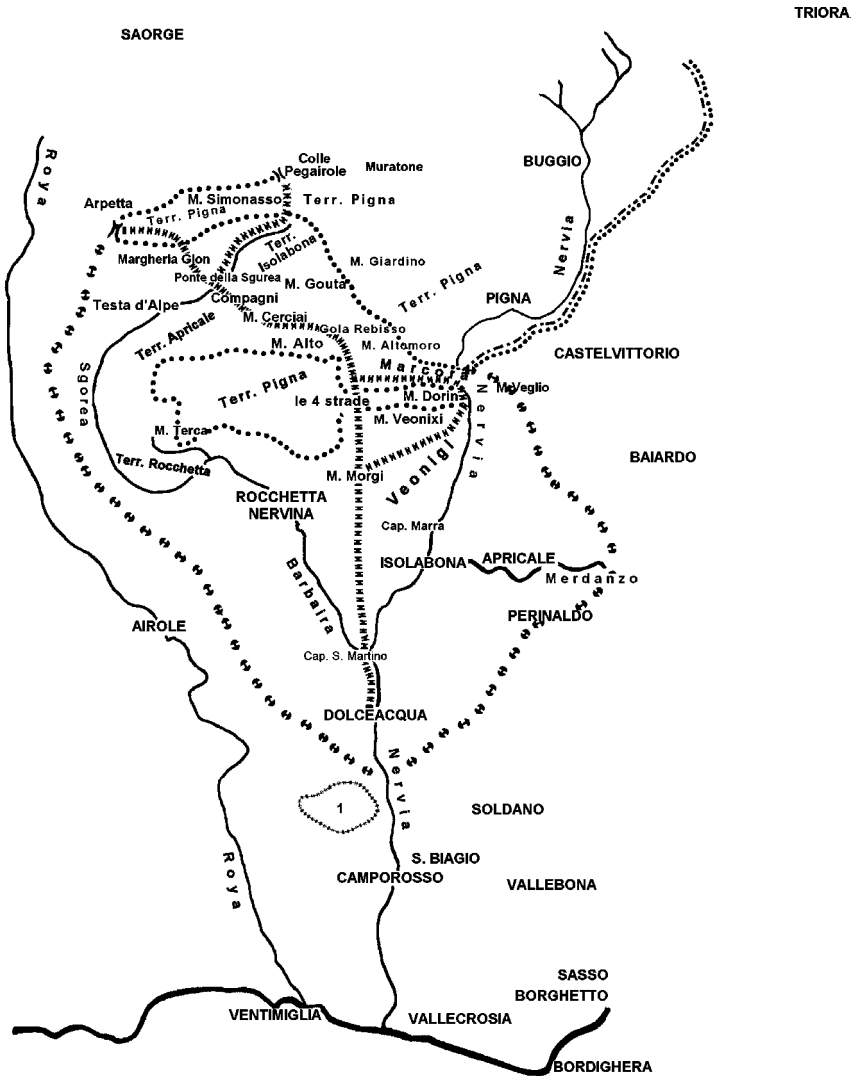 TRIORA
SAORGE
Roya
Colle
Pegairole
Muratone
BUGGIO
Arpetta
M. Simonasso
Terr. Pigna
Terr. Pigna
Terr.
Isolabona
Nervia
Margheria GIon
M. Giardino
Ponte della Sgurea
M. Gouta
Terr. Pigna
Compagni
PIGNA
Testa d'Alpe
M. Cerciai
Gola Rebisso
Terr. Apricale
M. Alto
M. Altomoro
CASTELVITTORIO
Marcora
Sgorea
Terr. Pigna
le 4 strade
M. Dorin
M. Veglio
M. Veonixi
Nervia
M. Terca
Terr. Rocchetta
M. Morgi
Veonigi
BAIARDO
ROCCHETTA
NERVINA
Cap. Marra
Barbaira
ISOLABONA
APRICALE
Merdanzo
PERINALDO
AIROLE
Cap. S. Martino
DOLCEACQUA
Nervia
1
SOLDANO
S. BIAGIO
CAMPOROSSO
VALLEBONA
Roya
SASSO
BORGHETTO
VENTIMIGLIA
VALLECROSIA
BORDIGHERA